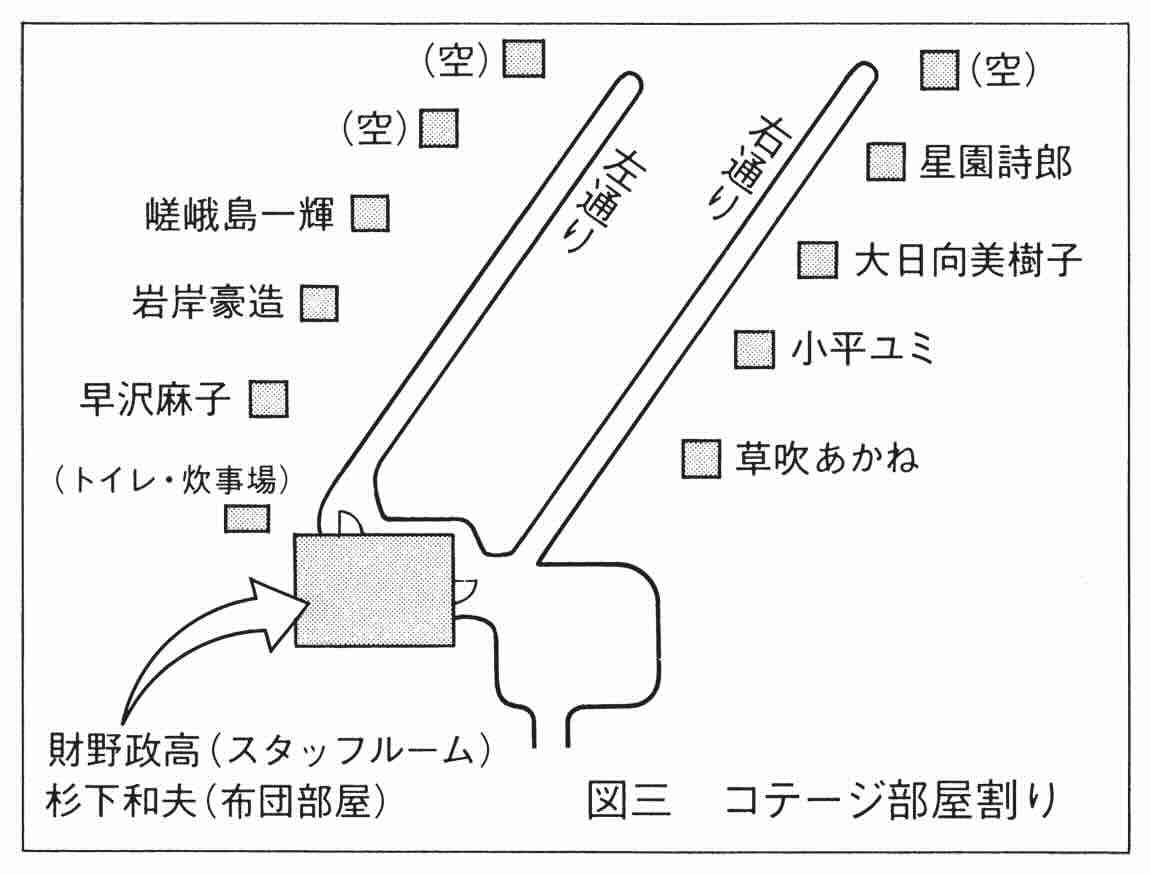 (空)
(空)
(空)
右通り
左通り
星園詩郎
嵯峨島一輝
大日向美樹子
岩岸豪造
小平ユミ
早沢麻子
草吹あかね
(トイレ・炊事場)
財野政高(スタッフルーム)
杉下和夫(布団部屋)
図三 コテージ部屋割り